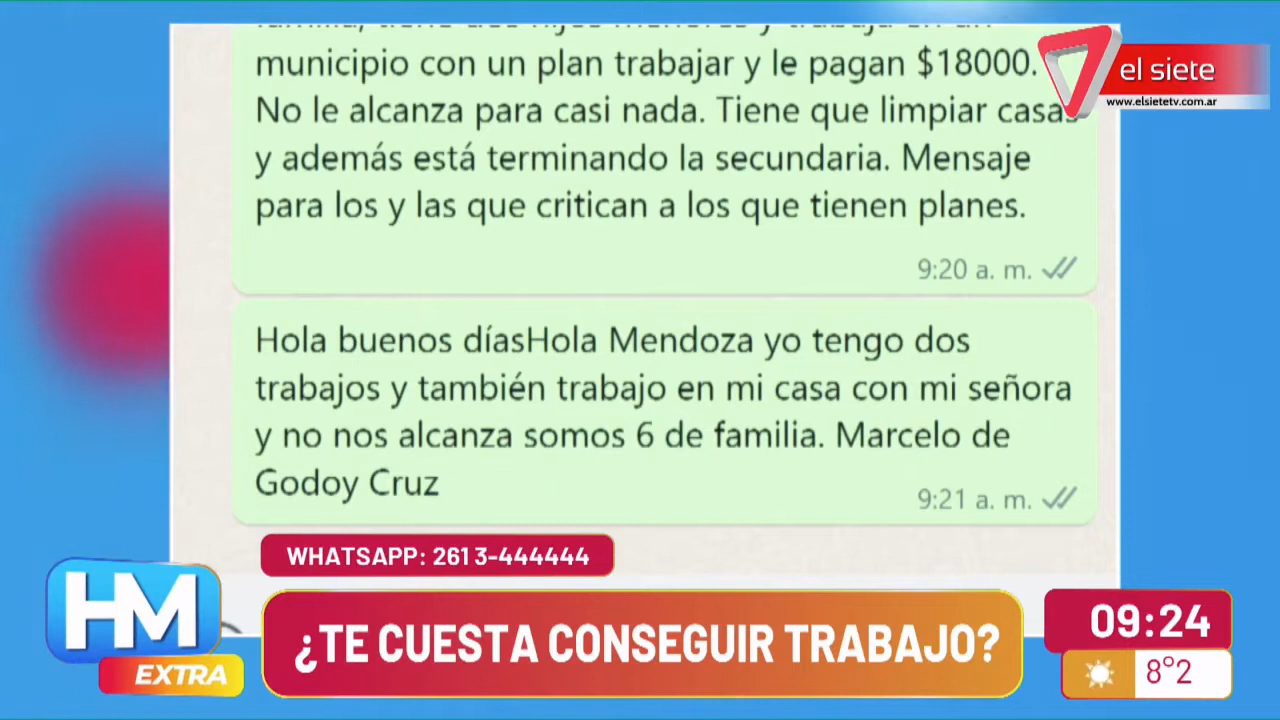 municipio con un plan trabajar y le pagan $18000.
No le alcanza para casi nada. Tiene que limpiar casas
y además está terminando la secundaria. Mensaje
para los y las que critican a los que tienen planes.
9:20 a. m.
Hola buenos díasHola Mendoza yo tengo dos
trabajos y también trabajo en mi casa con mi señora
y no nos alcanza somos 6 de familia. Marcelo de
Godoy Cruz
9:21 a. m.
el siete
www.elsietetv.com.ar
WHATSAPP: 2613-444444
HM
EXTRA
¿TE CUESTA CONSEGUIR TRABAJO?
09:24
8°2